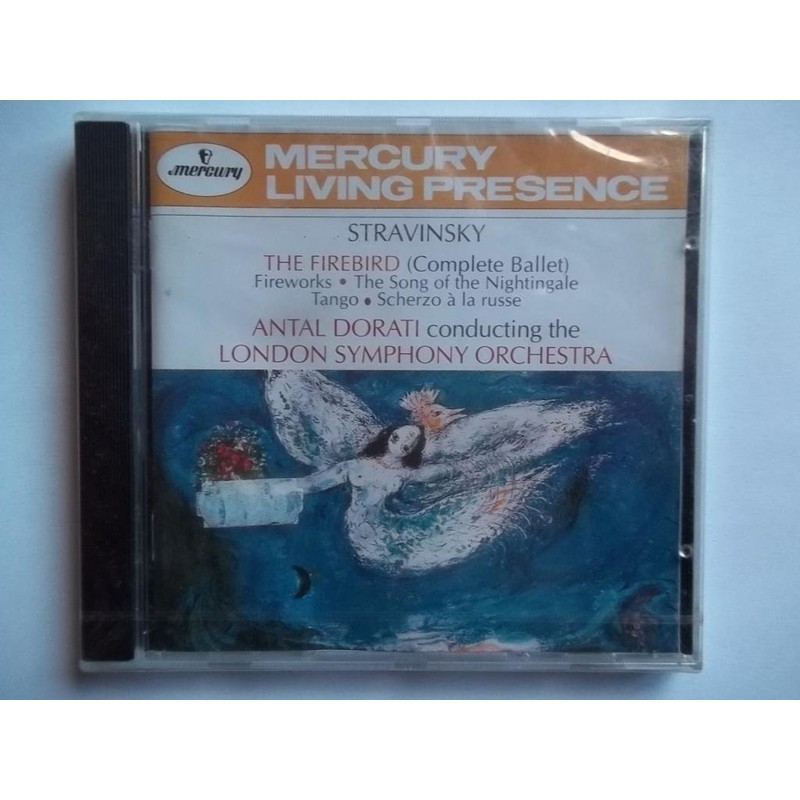 mercury
MERCURY
LIVING PRESENCE
STRAVINSKY
THE FIREBIRD (Complete Ballet)
Fireworks • The Song of the Nightingale
Tango • Scherzo à la russe
ANTAL DORATI conducting the
LONDON SYMPHONY ORCHESTRA